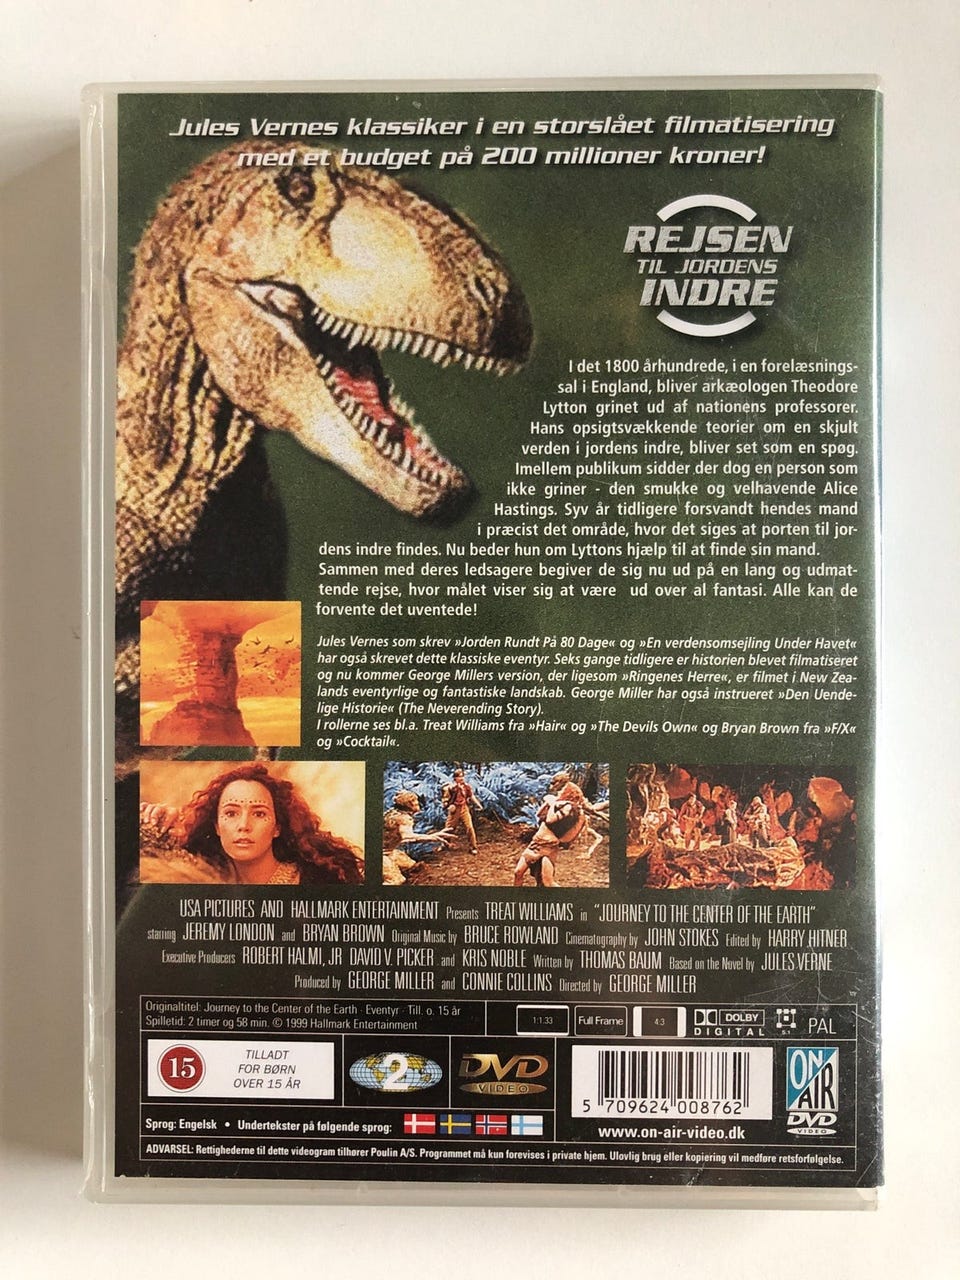 Jules Vernes klassiker i en storslået filmatisering
med et budget på 200 millioner kroner!
REJSEN
TIL JORDENS
INDRE
I det 1800 århundrede, i en forelæsnings-
sal i England, bliver arkæologen Theodore
Lytton grinet ud af nationens professorer.
Hans opsigtsvækkende teorier om en skjult
verden i jordens indre, bliver set som en spøg.
Imellem publikum sidder der dog en person som
ikke griner - den smukke og velhavende Alice
Hastings. Syv år tidligere forsvandt hendes mand
i præcist det område, hvor det siges at porten til jor-
dens indre findes. Nu beder hun om Lyttons hjælp til at finde sin mand.
Sammen med deres ledsagere begiver de sig nu ud på en lang og udmat-
tende rejse, hvor målet viser sig at være ud over al fantasi. Alle kan de
forvente det uventede!
Jules Vernes som skrev »Jorden Rundt På 80 Dage« og »En verdensomsejling Under Havet«
har også skrevet dette klassiske eventyr. Seks gange tidligere er historien blevet filmatiseret
og nu kommer George Millers version, der ligesom »Ringenes Herre«, er filmet i New Zea-
lands eventyrlige og fantastiske landskab. George Miller har også instrueret »Den Uende-
lige Historie« (The Neverending Story).
I rollerne ses bl.a. Treat Williams fra »Hair« og »The Devils Own« og Bryan Brown fra »F/X«
og »Cocktail«.
USA PICTURES AND HALLMARK ENTERTAINMENT Presents TREAT WILLIAMS in "JOURNEY TO THE CENTER OF THE EARTH"
starring JEREMY LONDON and BRYAN BROWN Original Music by BRUCE ROWLAND Cinematography by JOHN STOKES Edited by HARRY HITNER
Executive Producers ROBERT HALMI, JR DAVID V. PICKER and KRIS NOBLE Written by THOMAS BAUM Based on the Novel by JULES VERNE
Produced by GEORGE MILLER and CONNIE COLLINS Directed by GEORGE MILLER
Originaltitel: Journey to the Center of the Earth · Eventyr · Till. o. 15 år
Spilletid: 2 timer og 58 min. © 1999 Hallmark Entertainment
1:1.33
Full Frame
4:3
DOLBY
DIGITAL
PAL
15
TILLADT
FOR BØRN
OVER 15 ÅR
2
DVD
VIDEO
5 709624 008762
ON
AIR
DVD
VIDEO
Sprog: Engelsk • Undertekster på følgende sprog:
www.on-air-video.dk
ADVARSEL: Rettighederne til dette videogram tilhører Poulin A/S. Programmet må kun forevises i private hjem. Ulovlig brug eller kopiering vil medføre retsforfølgelse.